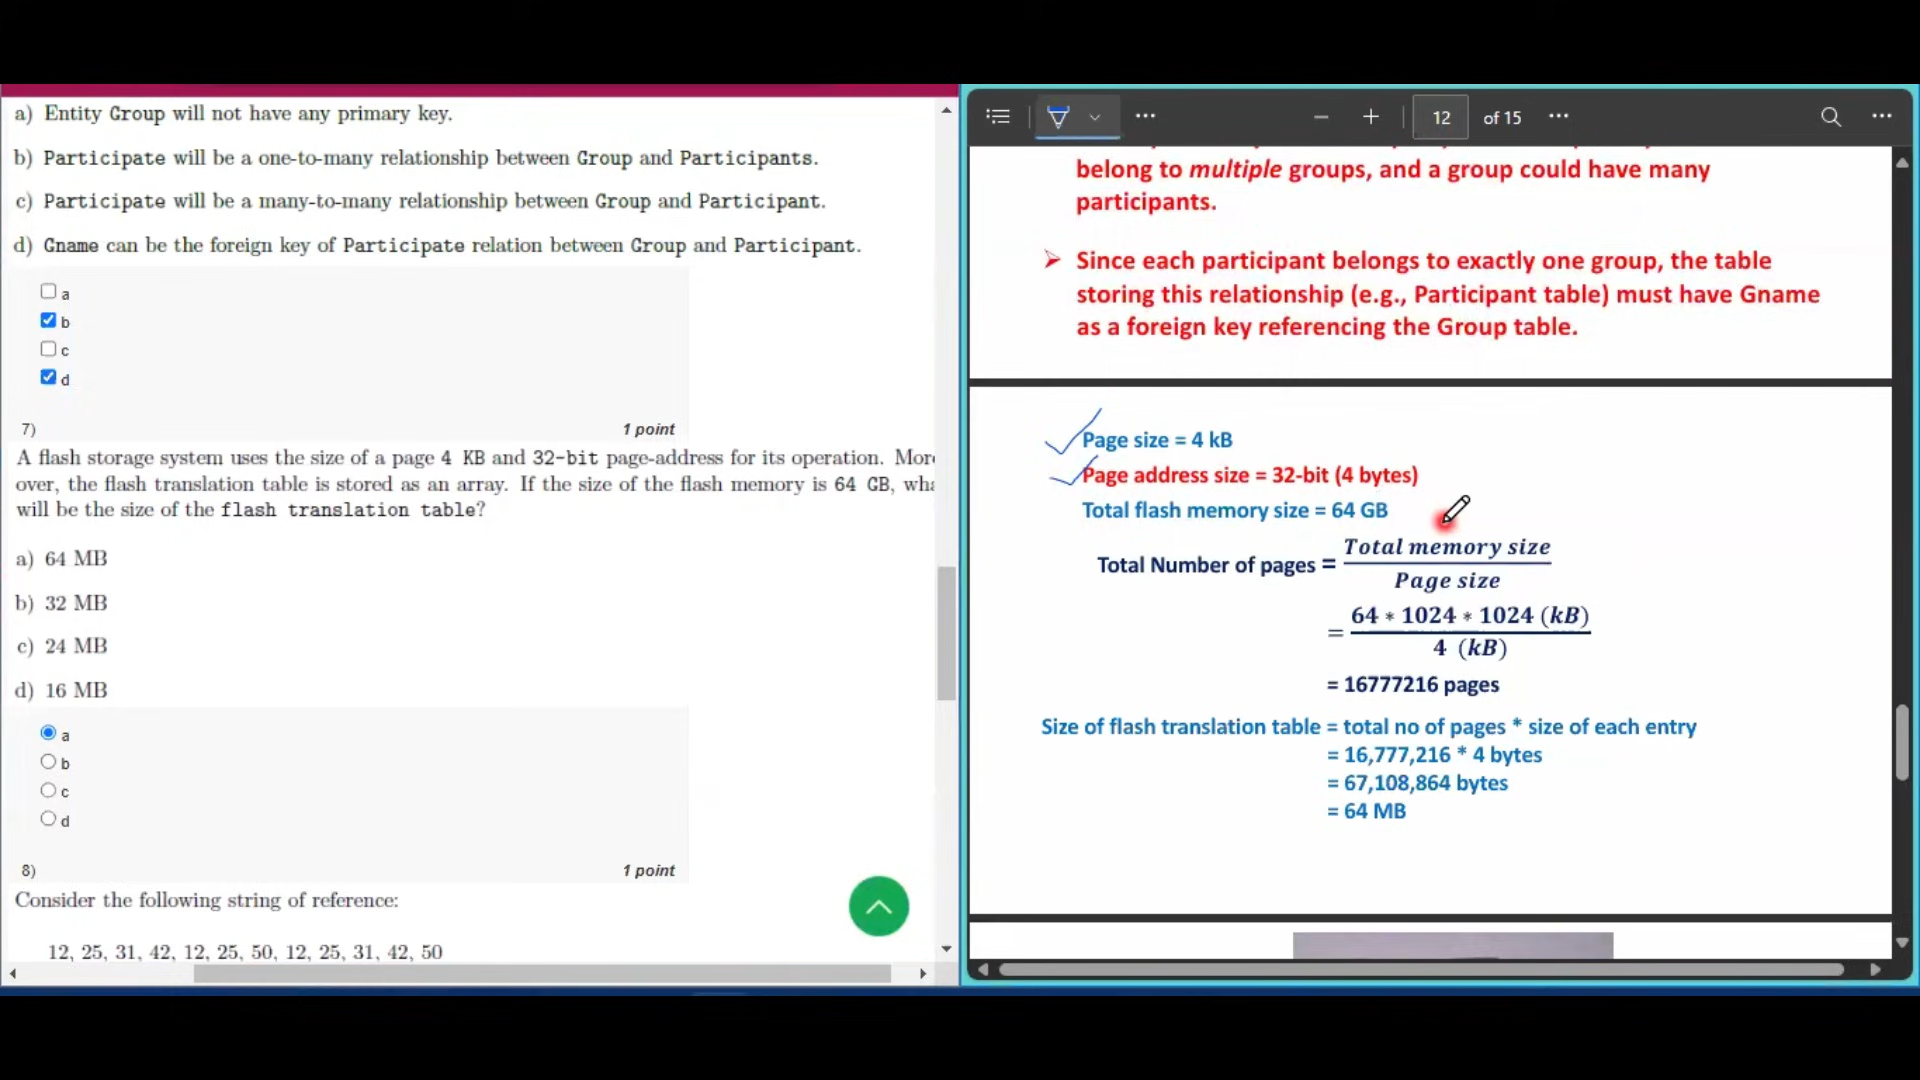 a) Entity Group will not have any primary key.
b) Participate will be a one-to-many relationship between Group and Participants.
c) Participate will be a many-to-many relationship between Group and Participant.
d) Gname can be the foreign key of Participate relation between Group and Participant.
a
b
c
d
7)
1 point
A flash storage system uses the size of a page 4 KB and 32-bit page-address for its operation. More
over, the flash translation table is stored as an array. If the size of the flash memory is 64 GB, wha
will be the size of the flash translation table?
a) 64 MB
b) 32 MB
c) 24 MB
d) 16 MB
a
b
c
d
8)
1 point
Consider the following string of reference:
12, 25, 31, 42, 12, 25, 50, 12, 25, 31, 42, 50
12 of 15
belong to multiple groups, and a group could have many
participants.
Since each participant belongs to exactly one group, the table
storing this relationship (e.g., Participant table) must have Gname
as a foreign key referencing the Group table.
Page size = 4 kB
Page address size = 32-bit (4 bytes)
Total flash memory size = 64 GB
Total Number of pages = Total memory size
Page size
= 64 * 1024 * 1024 (kB)
4 (kB)
= 16777216 pages
Size of flash translation table = total no of pages * size of each entry
= 16,777,216 * 4 bytes
= 67,108,864 bytes
= 64 MB